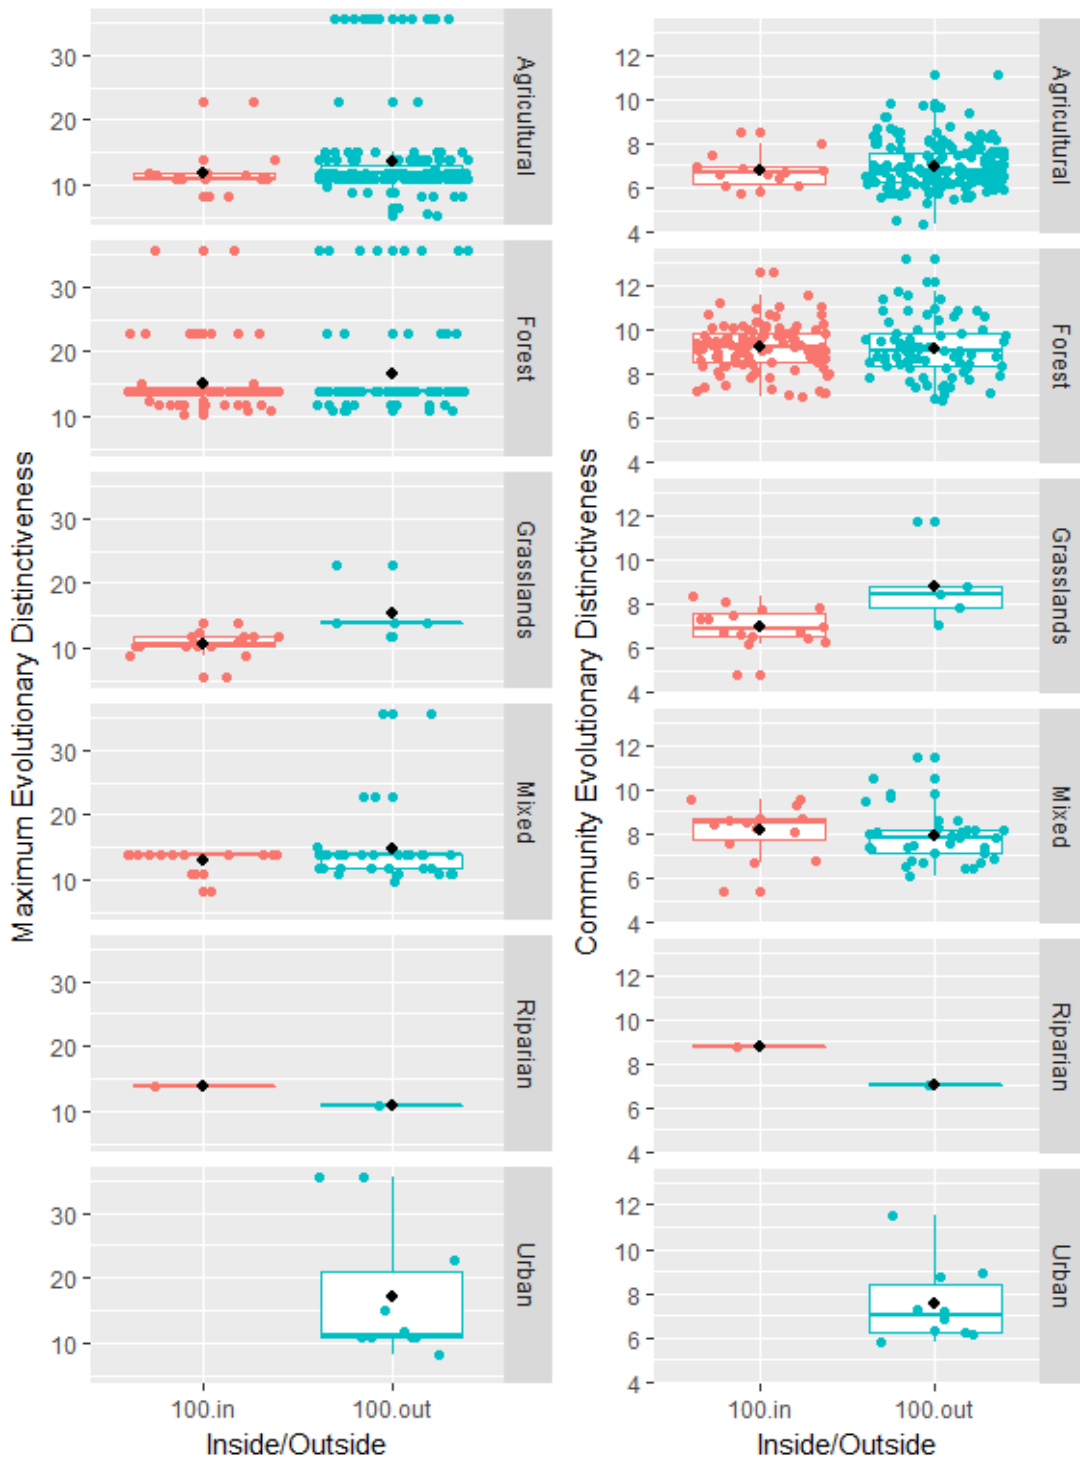 Maximum Evolutionary Distinctiveness
30
20
10
Agricultural
30
20
10
Forest
30
20
10
Grasslands
30
20
10
Mixed
30
20
10
Riparian
30
20
10
Urban
100.in
100.out
Inside/Outside
Community Evolutionary Distinctiveness
12
10
8
6
4
Agricultural
12
10
8
6
4
Forest
12
10
8
6
4
Grasslands
12
10
8
6
4
Mixed
12
10
8
6
4
Riparian
12
10
8
6
4
Urban
100.in
100.out
Inside/Outside